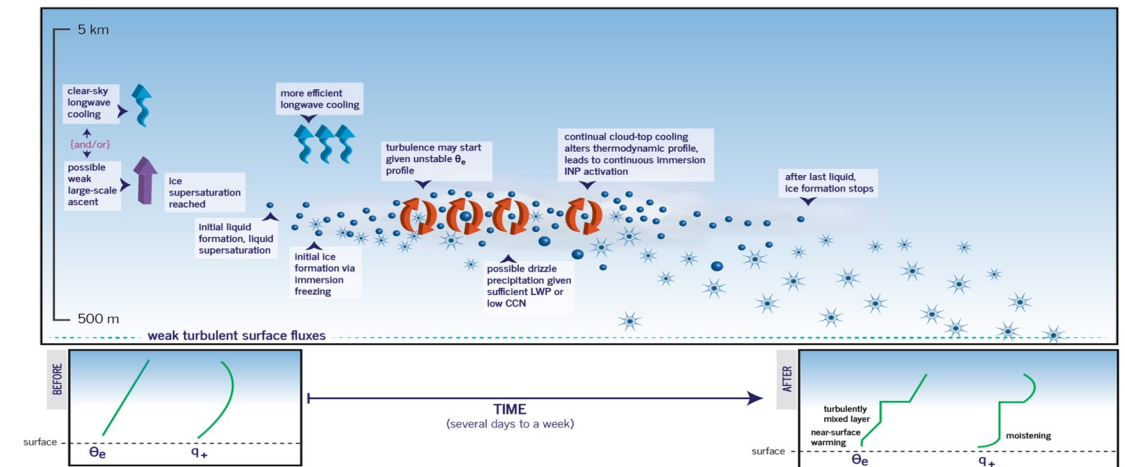 5 km
clear-sky
longwave
cooling
{and/or}
possible
weak
large-scale
ascent
ice
supersaturation
reached
more efficient
longwave cooling
initial liquid
formation, liquid
supersaturation
initial ice
formation via
immersion
freezing
turbulence may start
given unstable θe
profile
possible drizzle
precipitation given
sufficient LWP or
low CCN
continual cloud-top cooling
alters thermodynamic profile,
leads to continuous immersion
INP activation
after last liquid,
ice formation stops
500 m
weak turbulent surface fluxes
BEFORE
surface
θe
q+
TIME
(several days to a week)
AFTER
turbulently
mixed layer
near-surface
warming
moistening
surface
θe
q+